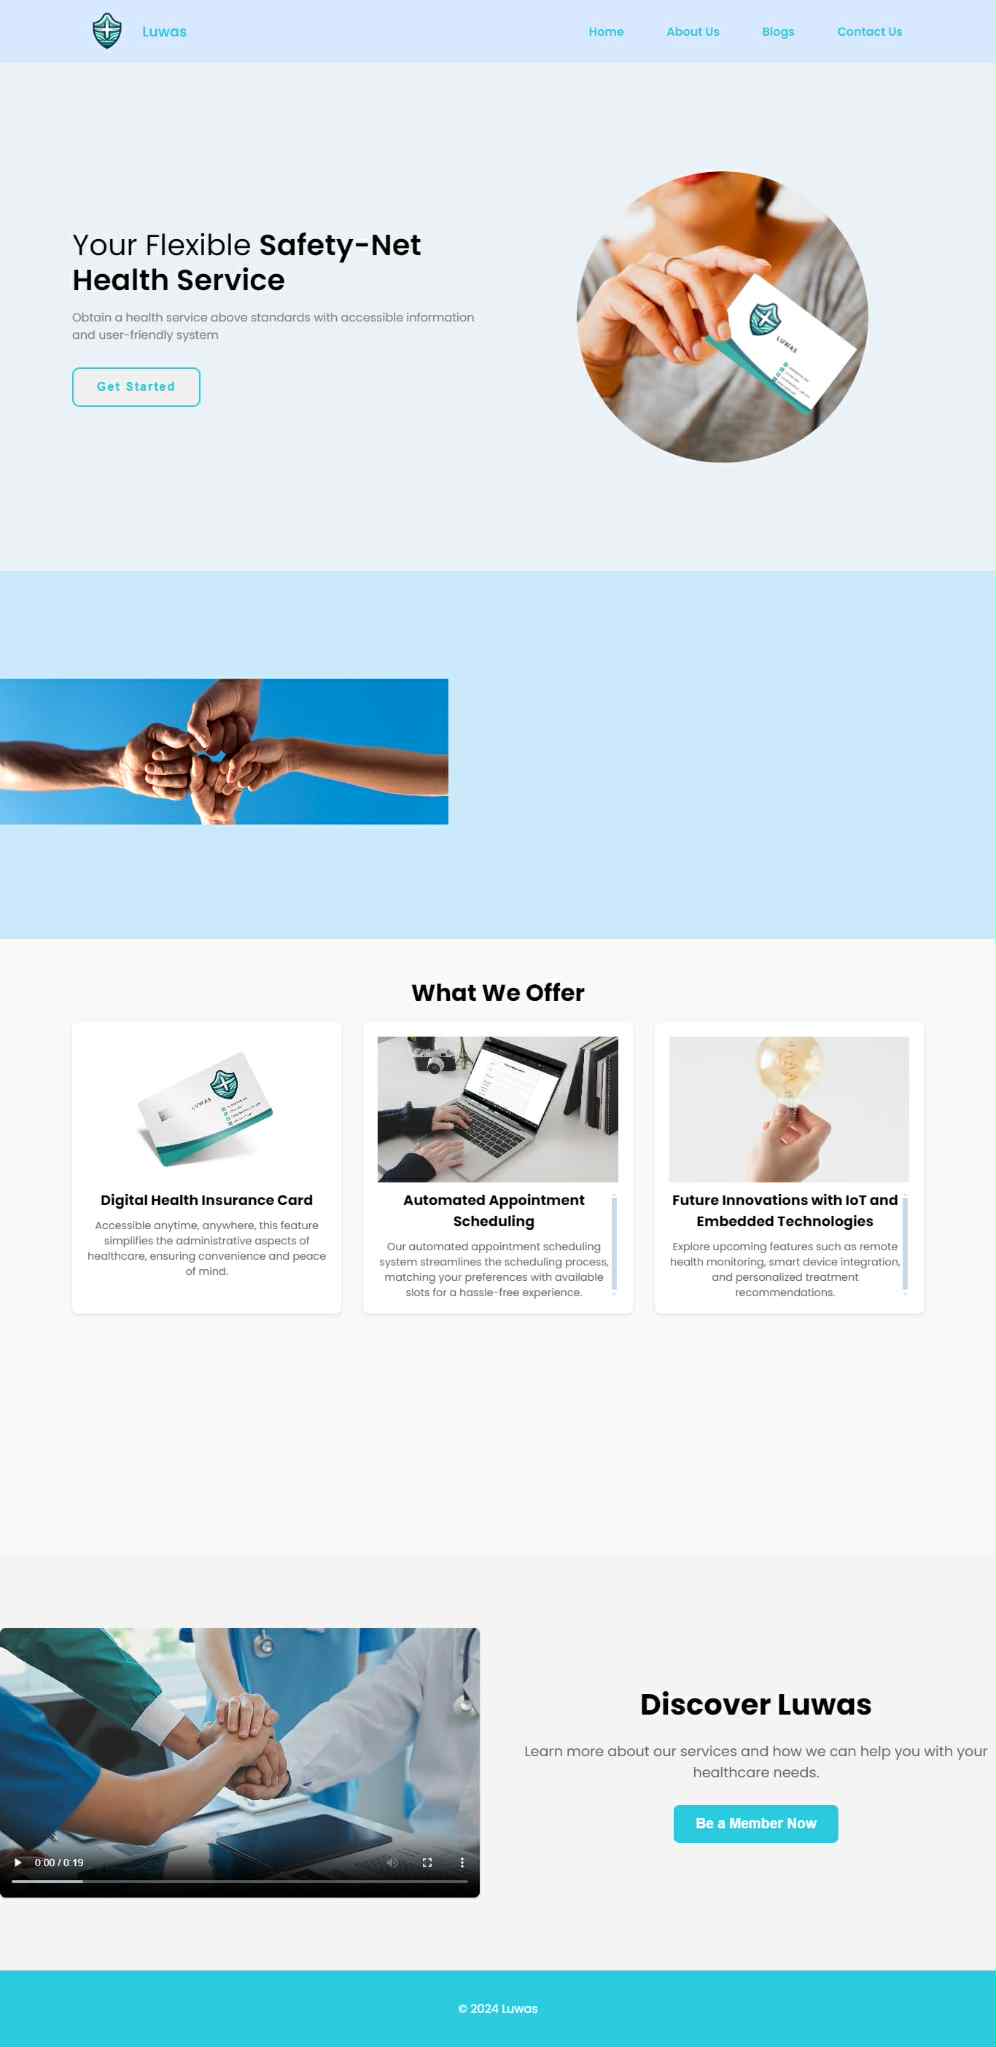 Luwas
Home
About Us
Blogs
Contact Us
Your Flexible Safety-Net
Health Service
Obtain a health service above standards with accessible information
and user-friendly system
Get Started
LUWAS
What We Offer
LUWAS
Digital Health Insurance Card
Accessible anytime, anywhere, this feature
simplifies the administrative aspects of
healthcare, ensuring convenience and peace
of mind.
Automated Appointment
Scheduling
Our automated appointment scheduling
system streamlines the scheduling process,
matching your preferences with available
slots for a hassle-free experience.
Future Innovations with IoT and
Embedded Technologies
Explore upcoming features such as remote
health monitoring, smart device integration,
and personalized treatment
recommendations.
0:00 / 0:19
Discover Luwas
Learn more about our services and how we can help you with your
healthcare needs.
Be a Member Now
© 2024 Luwas